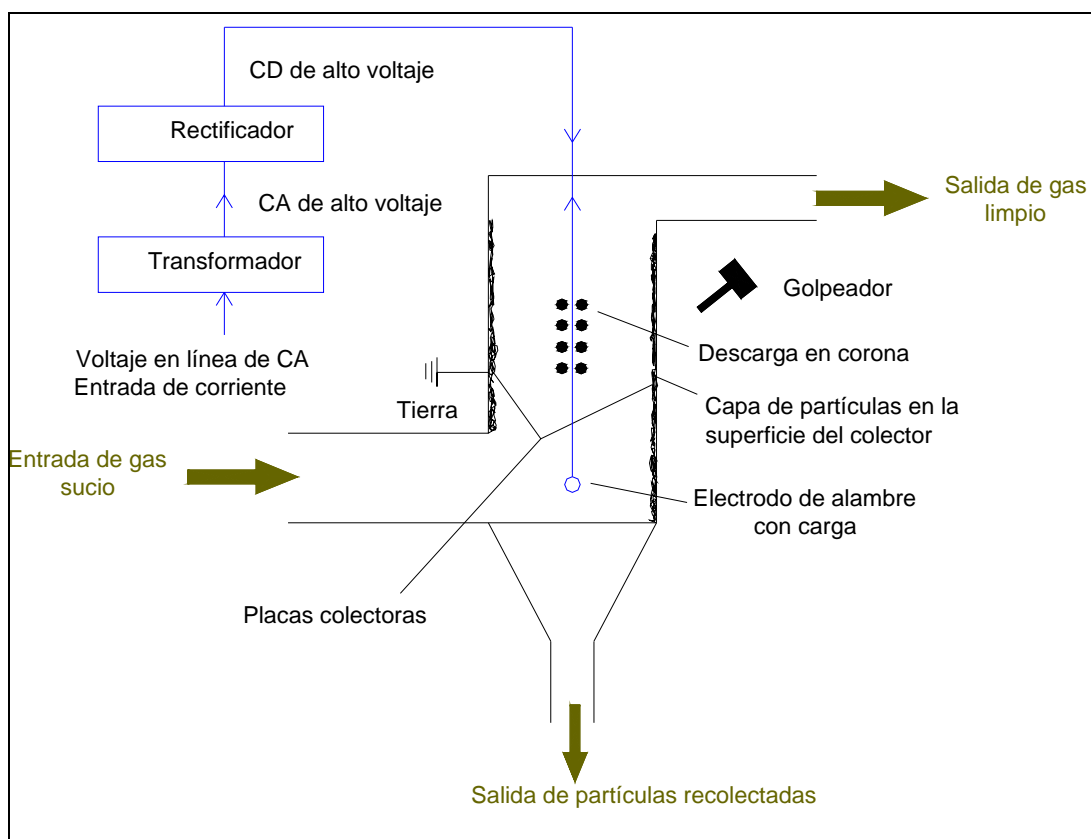 CD de alto voltaje
Rectificador
CA de alto voltaje
Transformador
Voltaje en línea de CA
Entrada de corriente
Salida de gas
limpio
Golpeador
Descarga en corona
Tierra
Capa de partículas en la
superficie del colector
Entrada de gas
sucio
Electrodo de alambre
con carga
Placas colectoras
Salida de partículas recolectadas